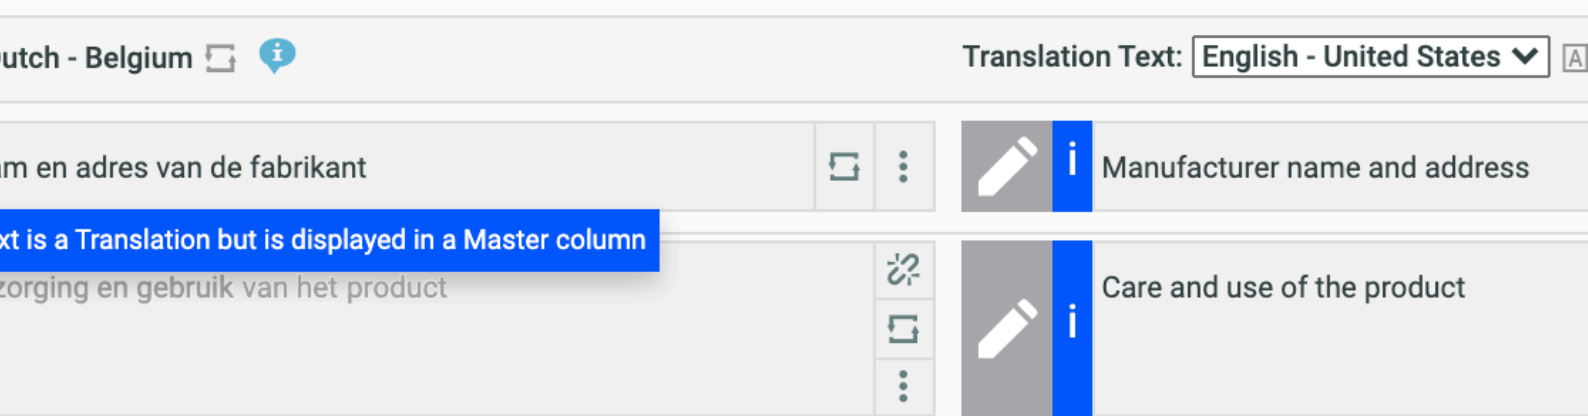 utch - Belgium
Translation Text: English - United States
am en adres van de fabrikant
i Manufacturer name and address
xt is a Translation but is displayed in a Master column
zorging en gebruik van het product
i Care and use of the product